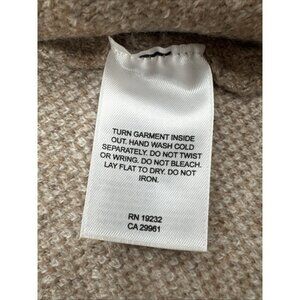 TURN GARMENT INSIDE
OUT. HAND WASH COLD
SEPARATELY. DO NOT TWIST
OR WRING. DO NOT BLEACH.
LAY FLAT TO DRY. DO NOT
IRON.
RN 19232
CA 29961